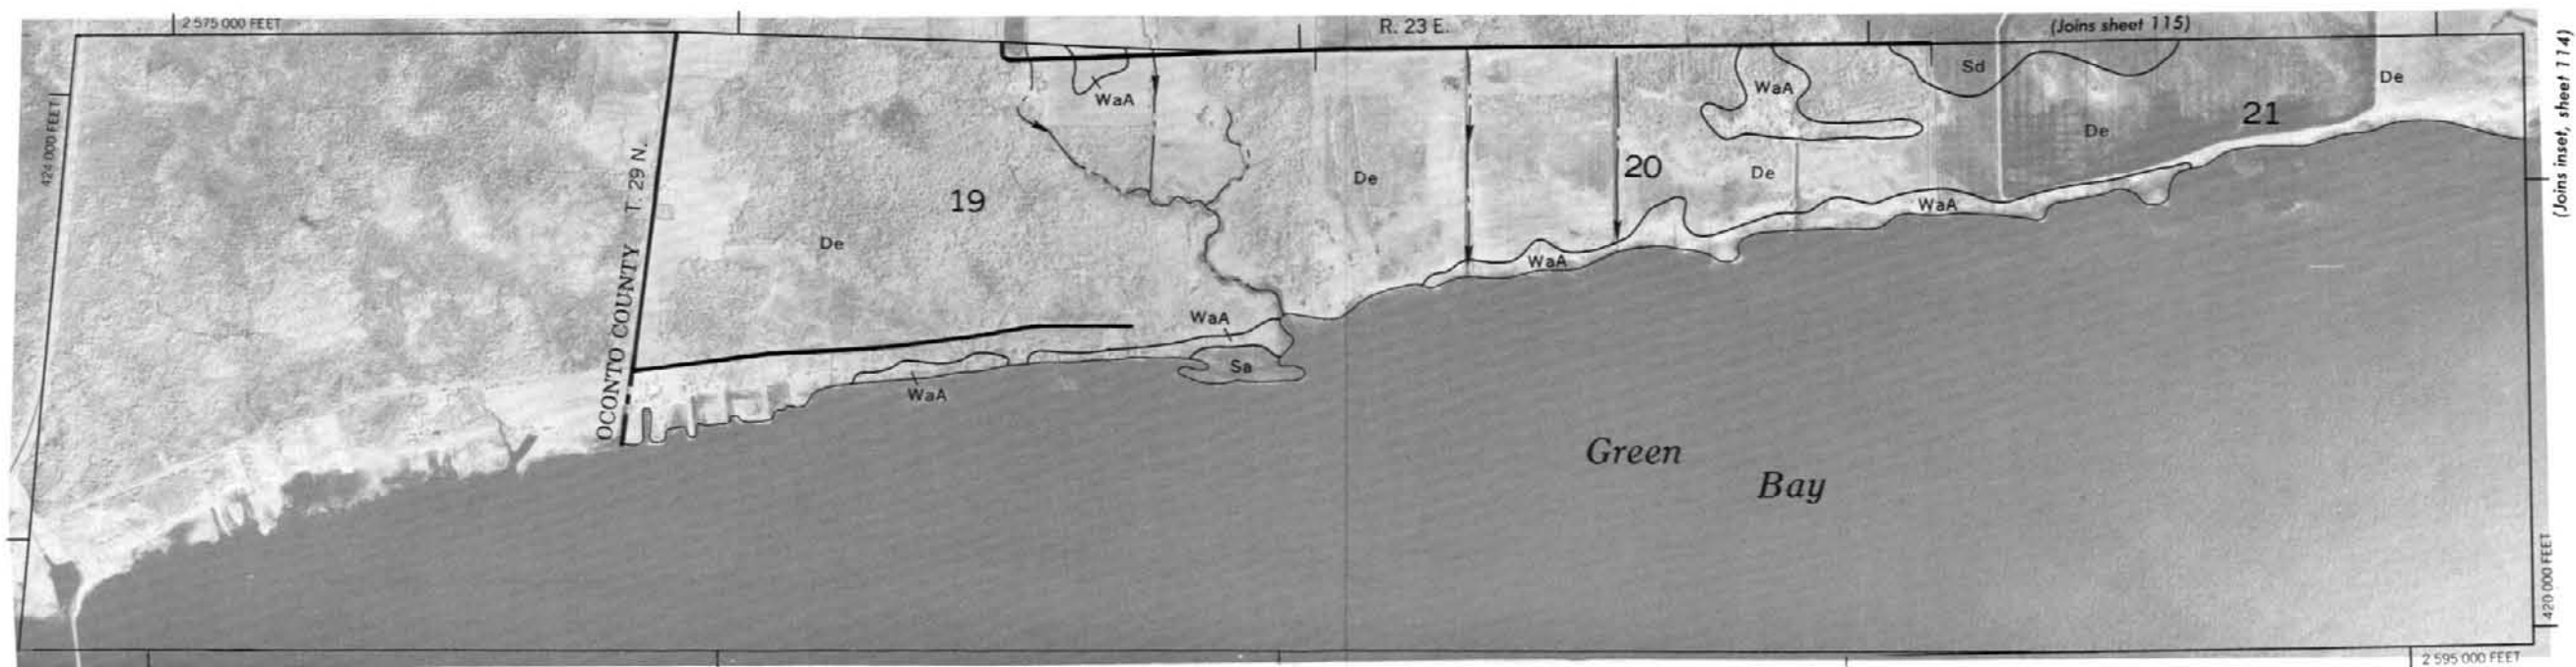 2 575 000 FEET
R. 23 E.
(Joins sheet 115)
(Joins inset, sheet 114)
424 000 FEET
OCONTO COUNTY T. 29 N.
WaA
WaA
Sd
De
De
21
20
De
De
19
De
WaA
WaA
WaA
Sa
WaA
Green
Bay
420 000 FEET
2 595 000 FEET